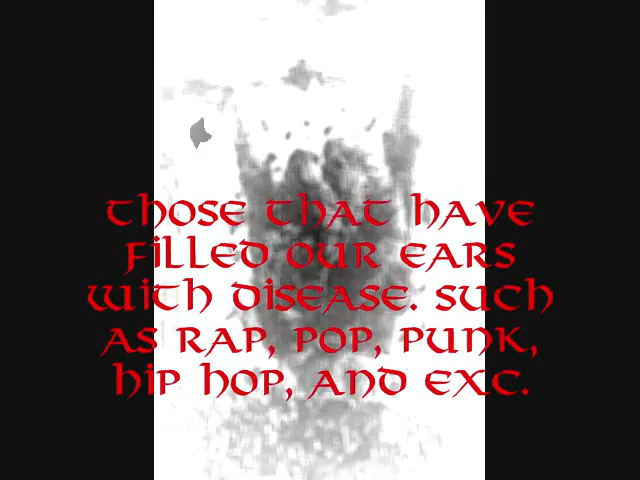 those that have
filled our ears
with disease. such
as rap, pop, punk,
hip hop, and exc.